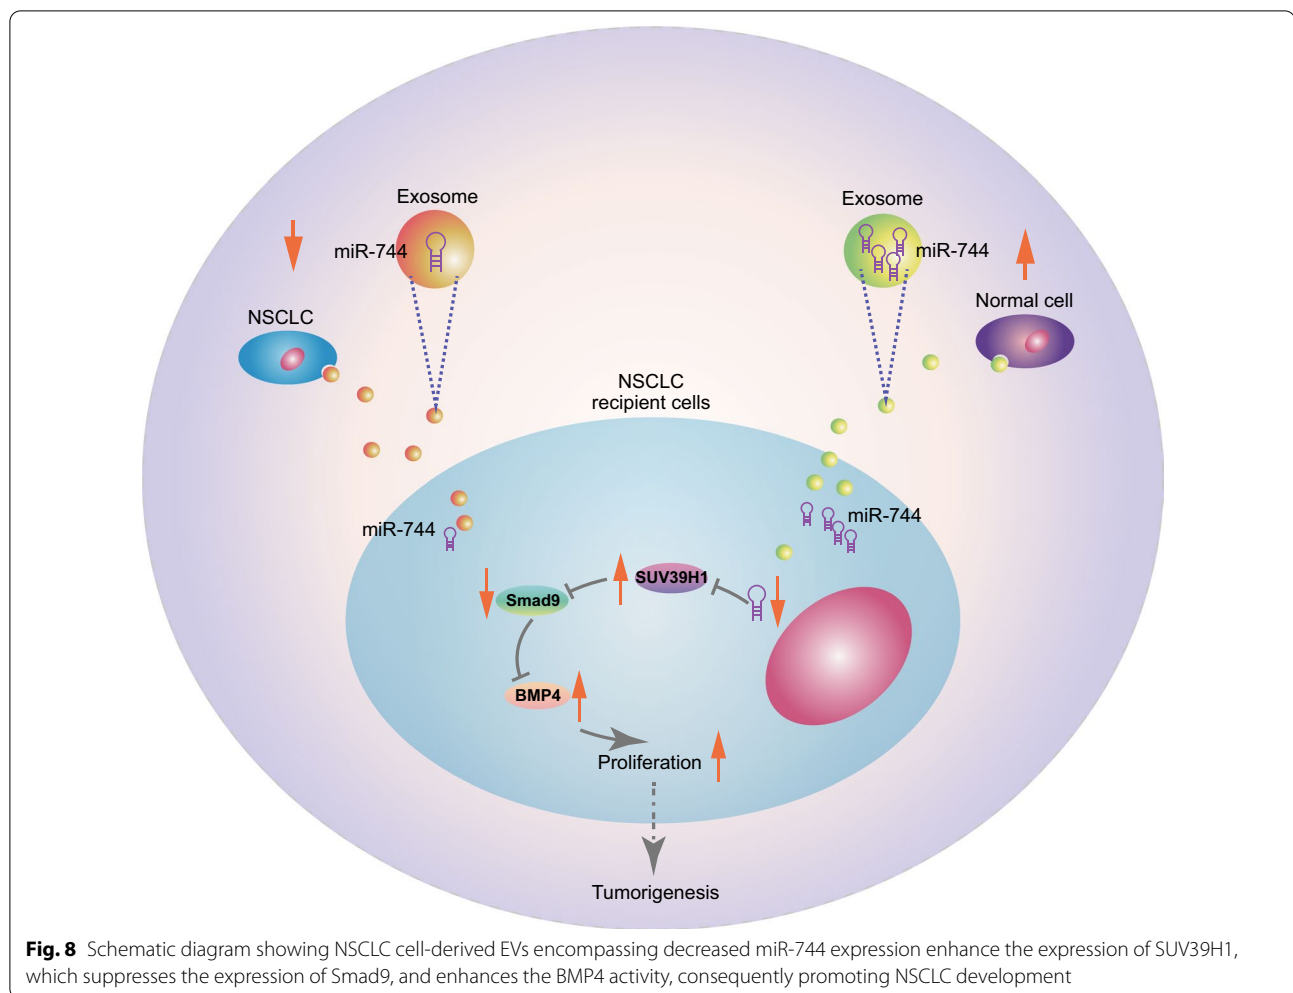 Exosome
miR-744
NSCLC
Exosome
miR-744
Normal cell
NSCLC
recipient cells
miR-744
miR-744
SUV39H1
Smad9
BMP4
Proliferation
Tumorigenesis
Fig. 8 Schematic diagram showing NSCLC cell-derived EVs encompassing decreased miR-744 expression enhance the expression of SUV39H1,
which suppresses the expression of Smad9, and enhances the BMP4 activity, consequently promoting NSCLC development